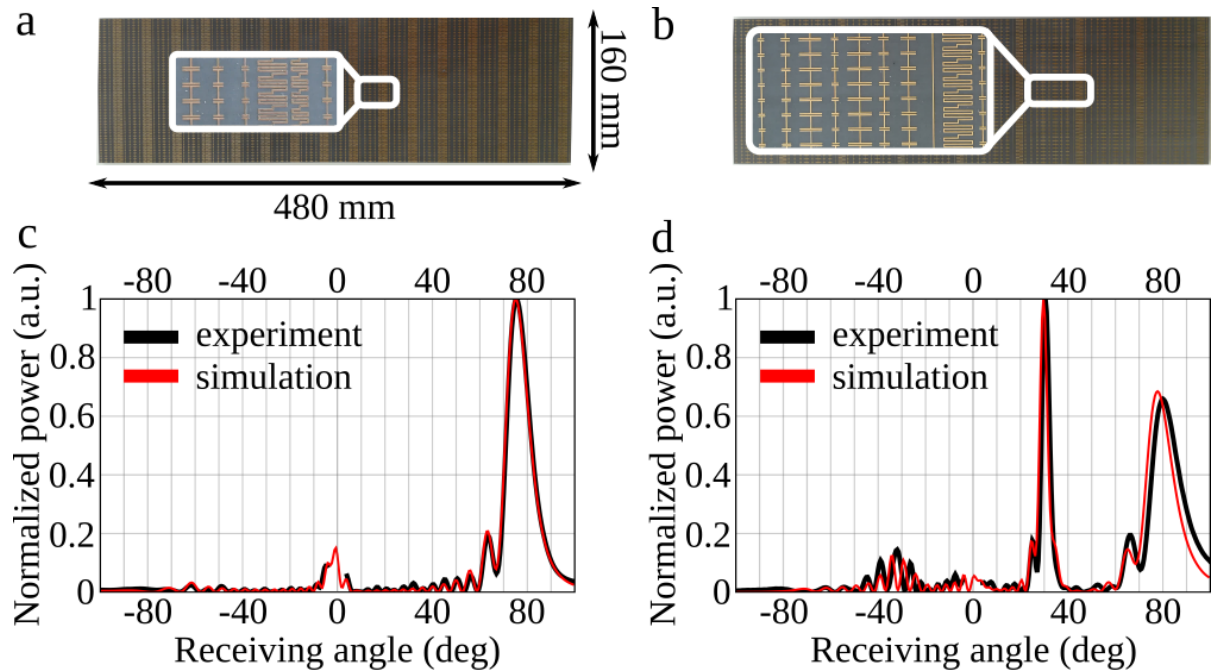 a
160 mm
480 mm
b
c
-80 -40 0 40 80
Normalized power (a.u.)
1
0.8
0.6
0.4
0.2
0
experiment
simulation
-80 -40 0 40 80
Receiving angle (deg)
d
-80 -40 0 40 80
Normalized power (a.u.)
1
0.8
0.6
0.4
0.2
0
experiment
simulation
-80 -40 0 40 80
Receiving angle (deg)